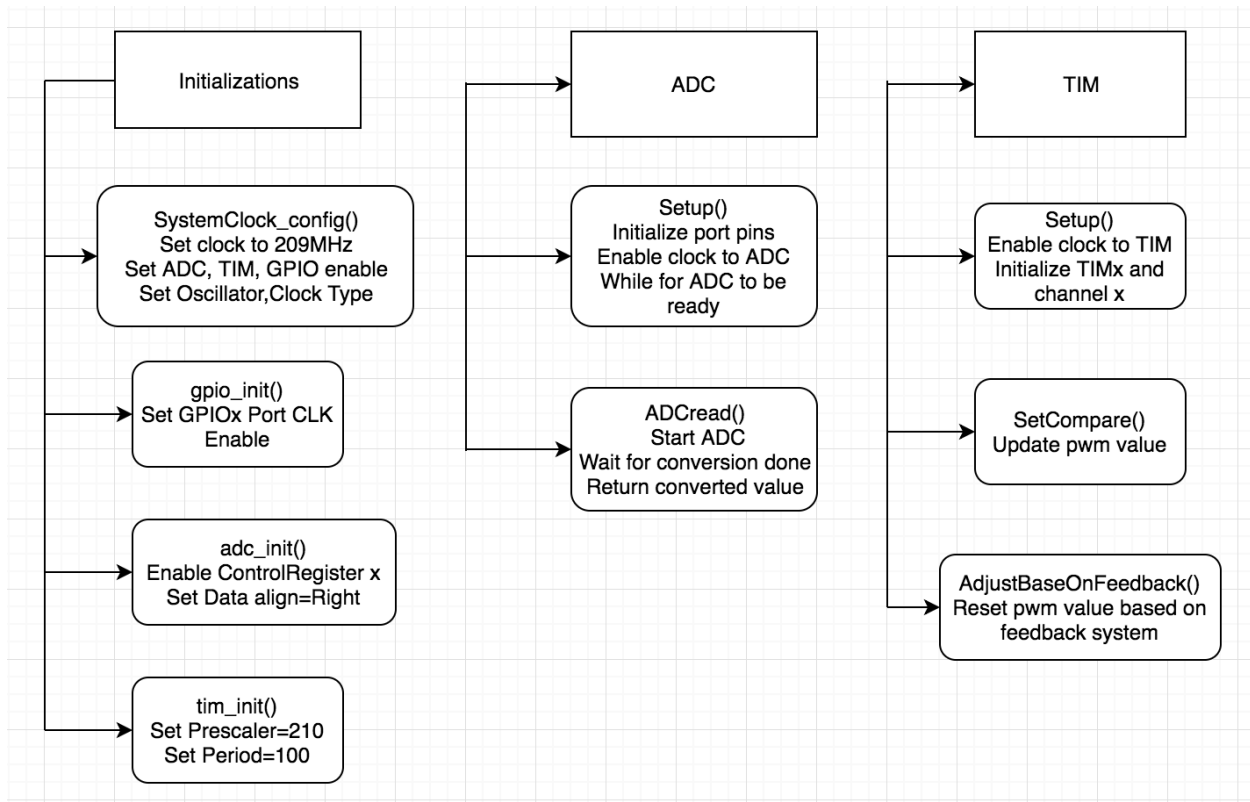 Initializations
SystemClock_config()
Set clock to 209MHz
Set ADC, TIM, GPIO enable
Set Oscillator,Clock Type
gpio_init()
Set GPIOx Port CLK
Enable
adc_init()
Enable ControlRegister x
Set Data align=Right
tim_init()
Set Prescaler=210
Set Period=100
ADC
Setup()
Initialize port pins
Enable clock to ADC
While for ADC to be
ready
ADCread()
Start ADC
Wait for conversion done
Return converted value
TIM
Setup()
Enable clock to TIM
Initialize TIMx and
channel x
SetCompare()
Update pwm value
AdjustBaseOnFeedback()
Reset pwm value based on
feedback system